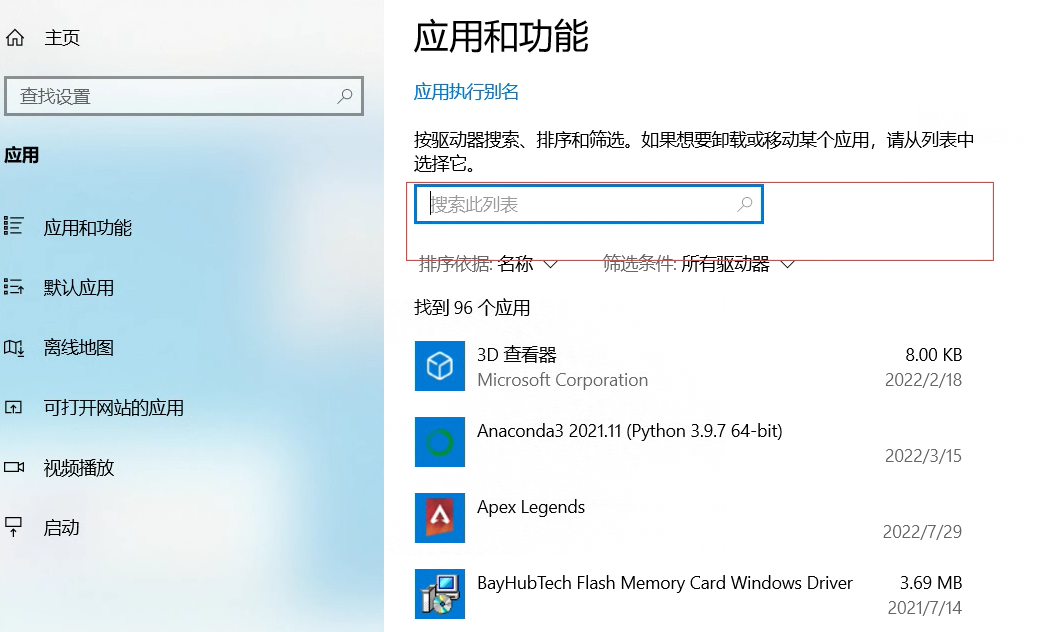 主页
查找设置
应用
应用和功能
默认应用
离线地图
可打开网站的应用
视频播放
启动
应用和功能
应用执行别名
按驱动器搜索、排序和筛选。如果想要卸载或移动某个应用，请从列表中
选择它。
搜索此列表
排序依据: 名称 筛选条件: 所有驱动器
找到 96 个应用
3D 查看器 8.00 KB
Microsoft Corporation 2022/2/18
Anaconda3 2021.11 (Python 3.9.7 64-bit)
2022/3/15
Apex Legends
2022/7/29
BayHubTech Flash Memory Card Windows Driver 3.69 MB
2021/7/14